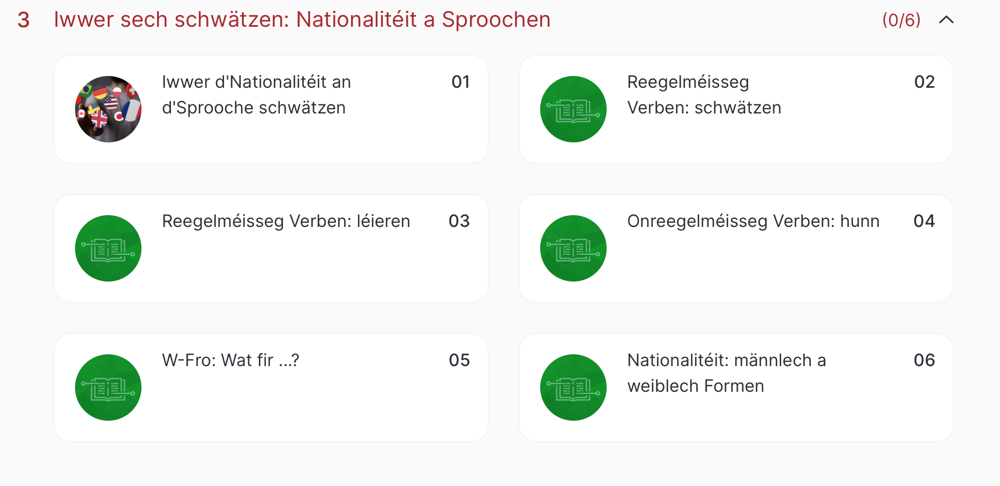 3 Iwwer sech schwätzen: Nationalitéit a Sproochen (0/6)
Iwwer d'Nationalitéit an
d'Sprooche schwätzen
01
Reegelméisseg
Verben: schwätzen
02
Reegelméisseg Verben: léieren
03
Onreegelméisseg Verben: hunn
04
W-Fro: Wat fir ...?
05
Nationalitéit: männlech a
weiblech Formen
06